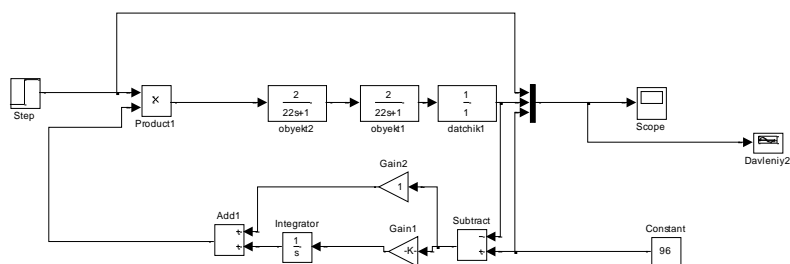 Step
×
Product1
2
22s+1
obyekt2
2
22s+1
obyekt1
1
1
datchik1
Scope
Davleniy2
Gain2
1
Add1
+
+
Integrator
1
s
Gain1
-K-
Subtract
−
+
Constant
96